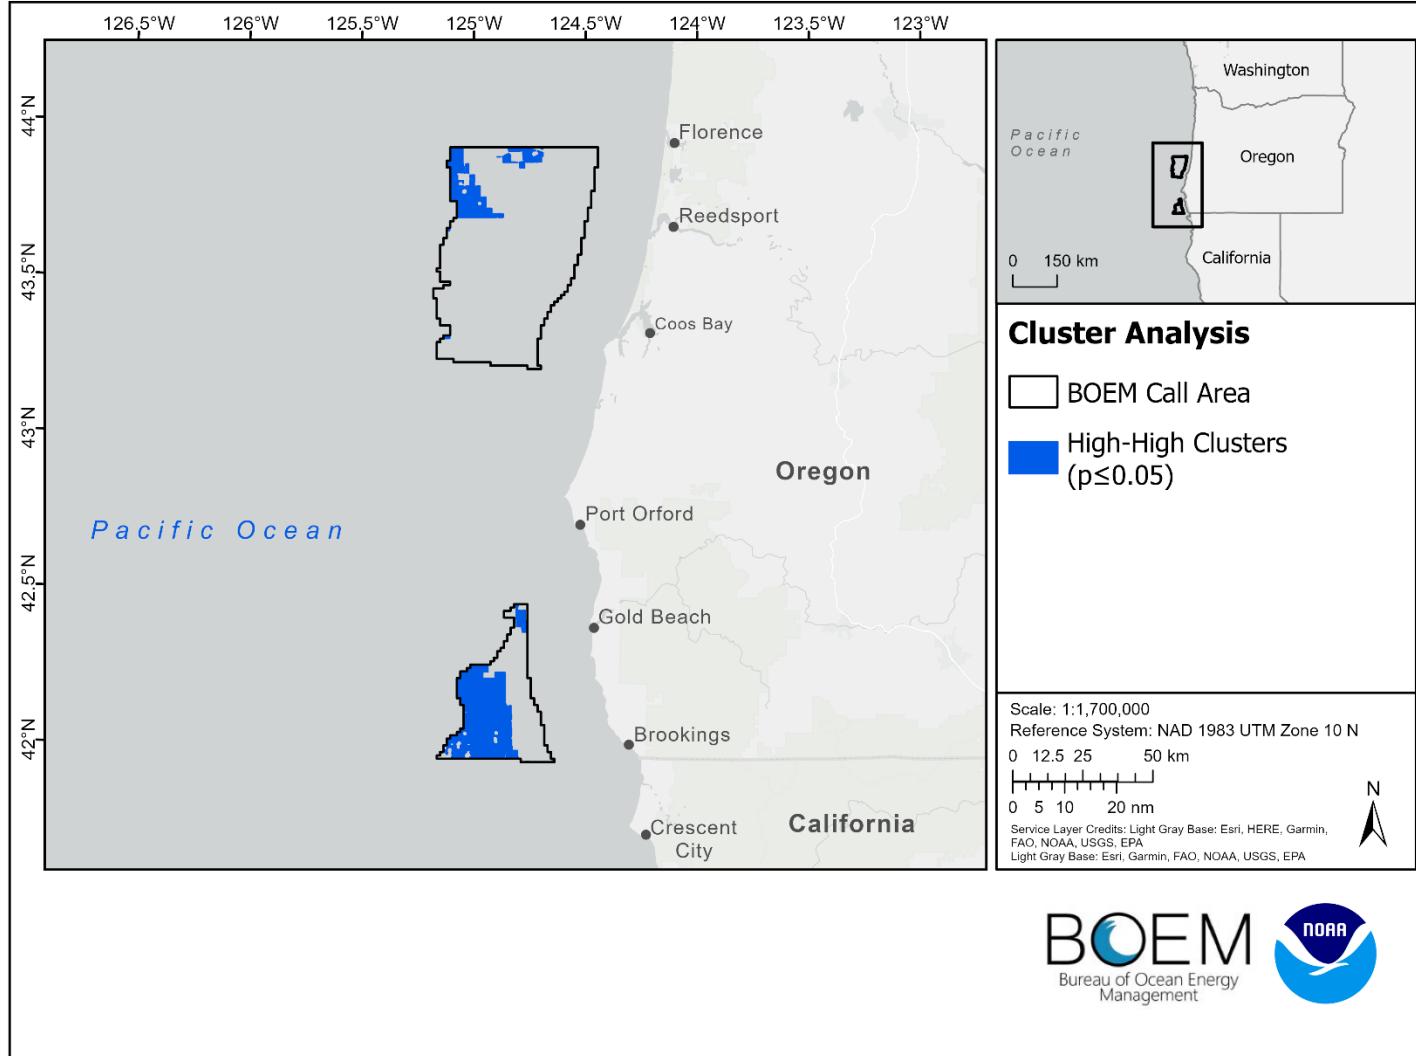 126.5°W 126°W 125.5°W 125°W 124.5°W 124°W 123.5°W 123°W
44°N
43.5°N
43°N
42.5°N
42°N
Florence
Reedsport
Coos Bay
Oregon
Port Orford
Pacific Ocean
Gold Beach
Brookings
California
Crescent
City
Washington
Pacific
Ocean
Oregon
California
0 150 km
Cluster Analysis
BOEM Call Area
High-High Clusters
(p≤0.05)
Scale: 1:1,700,000
Reference System: NAD 1983 UTM Zone 10 N
0 12.5 25 50 km
0 5 10 20 nm
N
Service Layer Credits: Light Gray Base: Esri, HERE, Garmin,
FAO, NOAA, USGS, EPA
Light Gray Base: Esri, Garmin, FAO, NOAA, USGS, EPA
BOEM
Bureau of Ocean Energy
Management
NOAA